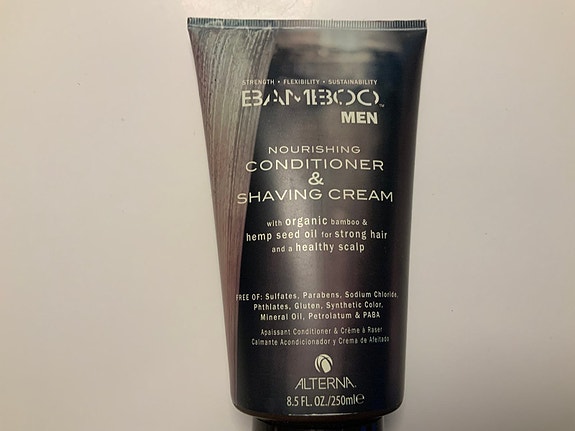 STRENGTH • FLEXIBILITY • SUSTAINABILITY
BAMBOO™
MEN
NOURISHING
CONDITIONER
&
SHAVING CREAM
with organic bamboo &
hemp seed oil for strong hair
and a healthy scalp
FREE OF: Sulfates, Parabens, Sodium Chloride,
Phthlates, Gluten, Synthetic Color,
Mineral Oil, Petrolatum & PABA
Apaissant Conditioner & Crème à Raser
Calmante Acondicionador y Crema de Afeitado
ALTERNA.
8.5 FL. OZ./250ml℮